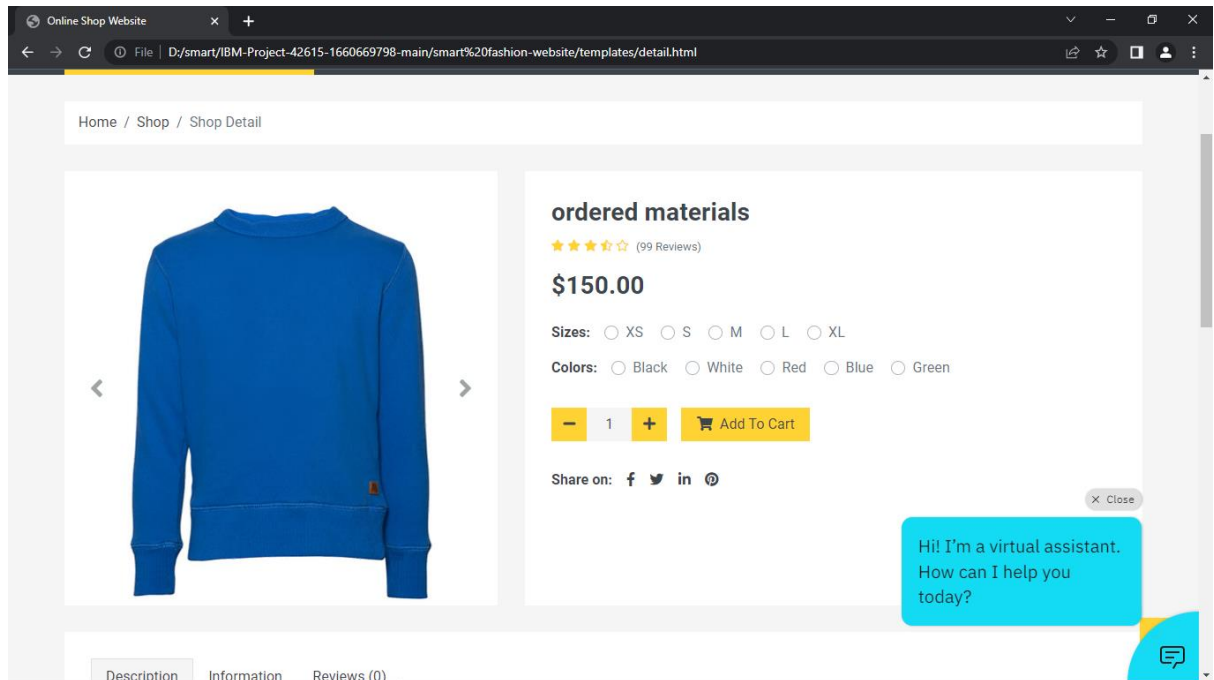 Online Shop Website
File D:/smart/IBM-Project-42615-1660669798-main/smart%20fashion-website/templates/detail.html
Home / Shop / Shop Detail
ordered materials
(99 Reviews)
$150.00
Sizes: XS S M L XL
Colors: Black White Red Blue Green
1 Add To Cart
Share on:
Close
Hi! I'm a virtual assistant.
How can I help you
today?
Description Information Reviews (0)